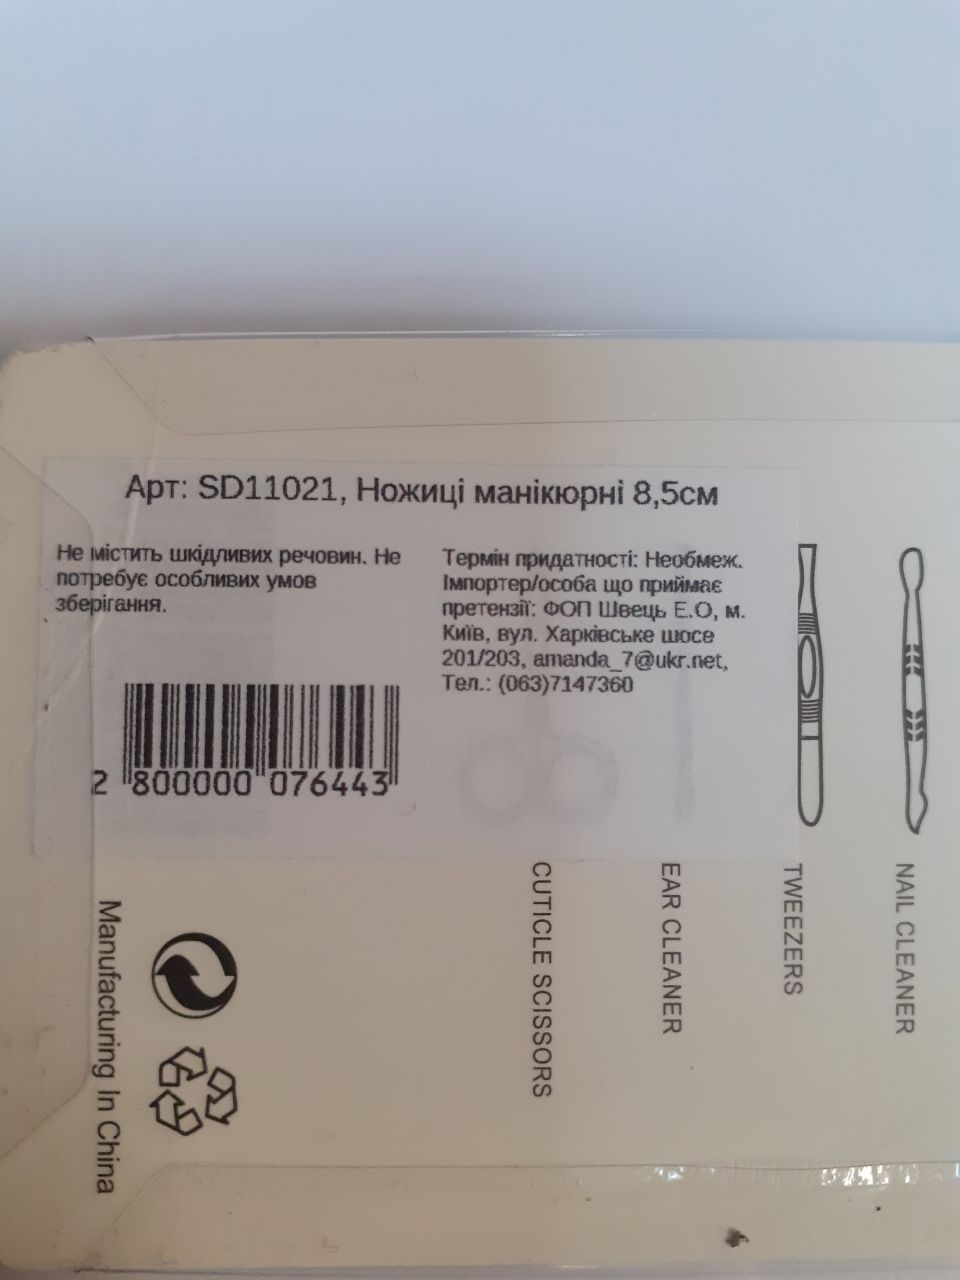 Арт: SD11021, Ножиці манікюрні 8,5см
Не містить шкідливих речовин. Не
потребує особливих умов
зберігання.
Термін придатності: Необмеж.
Імпортер/особа що приймає
претензії: ФОП Швець Е.О, м.
Київ, вул. Харківське шосе
201/203, amanda_7@ukr.net,
Тел.: (063)7147360
2 800000 076443
CUTICLE SCISSORS
EAR CLEANER
TWEEZERS
NAIL CLEANER
Manufacturing In China